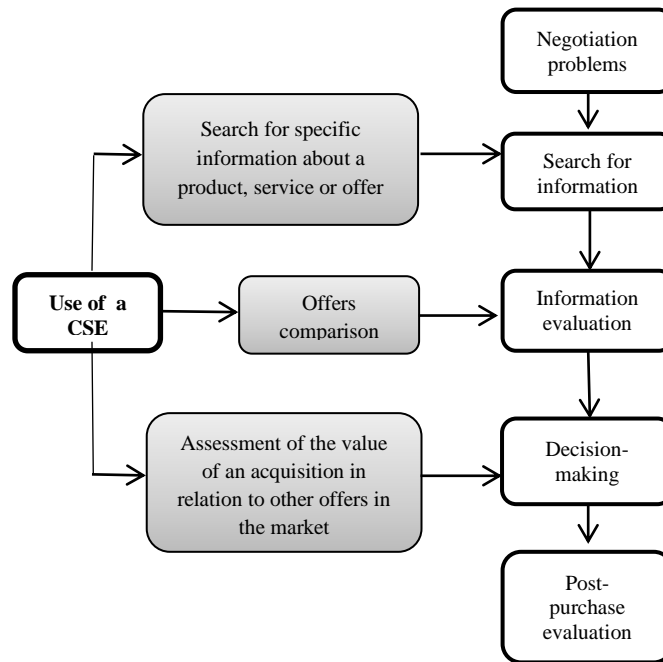 Negotiation
problems
Search for specific
information about a
product, service or offer
Search for
information
Use of a
CSE
Offers
comparison
Information
evaluation
Assessment of the value
of an acquisition in
relation to other offers in
the market
Decision-
making
Post-
purchase
evaluation